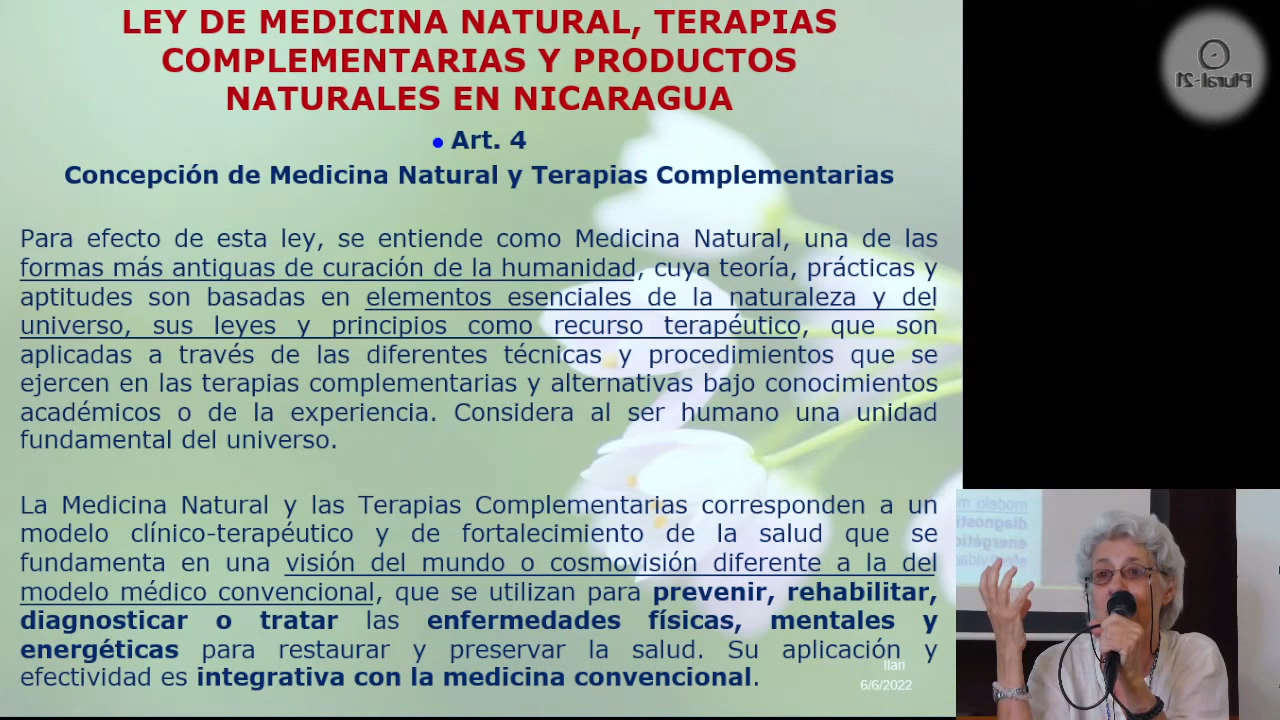 LEY DE MEDICINA NATURAL, TERAPIAS
COMPLEMENTARIAS Y PRODUCTOS
NATURALES EN NICARAGUA
• Art. 4
Concepción de Medicina Natural y Terapias Complementarias
Para efecto de esta ley, se entiende como Medicina Natural, una de las
formas más antiguas de curación de la humanidad, cuya teoría, prácticas y
aptitudes son basadas en elementos esenciales de la naturaleza y del
universo, sus leyes y principios como recurso terapéutico, que son
aplicadas a través de las diferentes técnicas y procedimientos que se
ejercen en las terapias complementarias y alternativas bajo conocimientos
académicos o de la experiencia. Considera al ser humano una unidad
fundamental del universo.
La Medicina Natural y las Terapias Complementarias corresponden a un
modelo clínico-terapéutico y de fortalecimiento de la salud que se
fundamenta en una visión del mundo o cosmovisión diferente a la del
modelo médico convencional, que se utilizan para prevenir, rehabilitar,
diagnosticar o tratar las enfermedades físicas, mentales y
energéticas para restaurar y preservar la salud. Su aplicación y
efectividad es integrativa con la medicina convencional.
Ilari
6/6/2022
Plural-21
modelo m
diagnost
energétic
efectividad